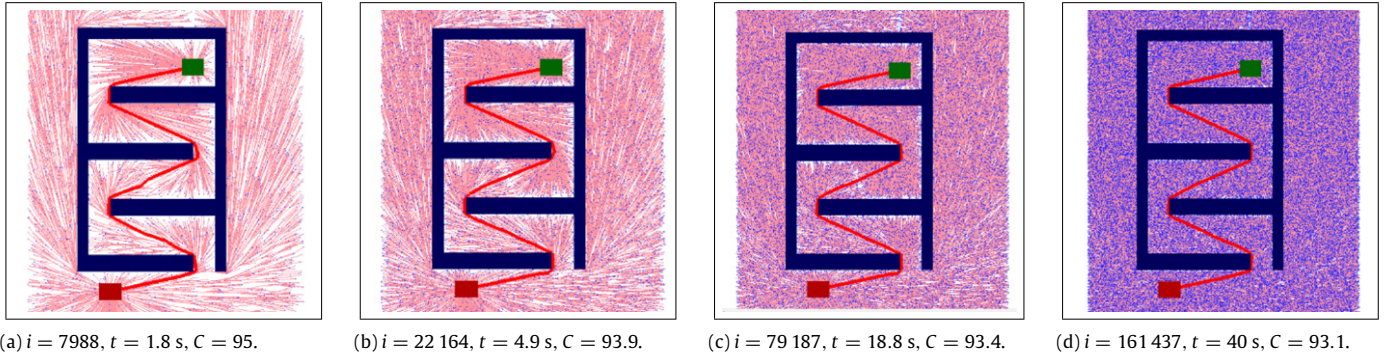 (a) i = 7988, t = 1.8 s, C = 95.
(b) i = 22 164, t = 4.9 s, C = 93.9.
(c) i = 79 187, t = 18.8 s, C = 93.4.
(d) i = 161 437, t = 40 s, C = 93.1.